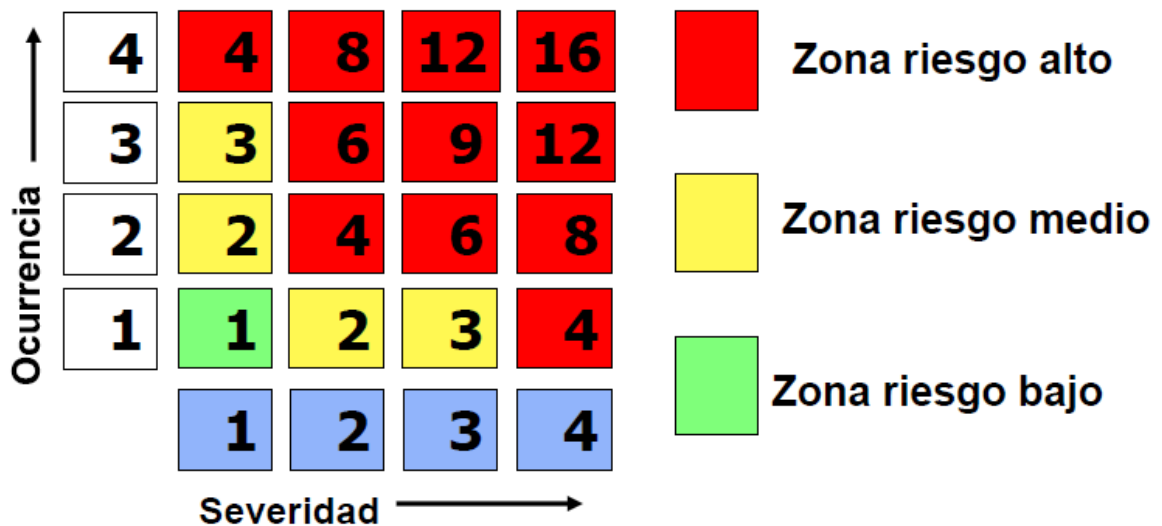 4 4 8 12 16
Zona riesgo alto
3 3 6 9 12
2 2 4 6 8
Zona riesgo medio
1 1 2 3 4
Zona riesgo bajo
1 2 3 4
Ocurrencia
Severidad